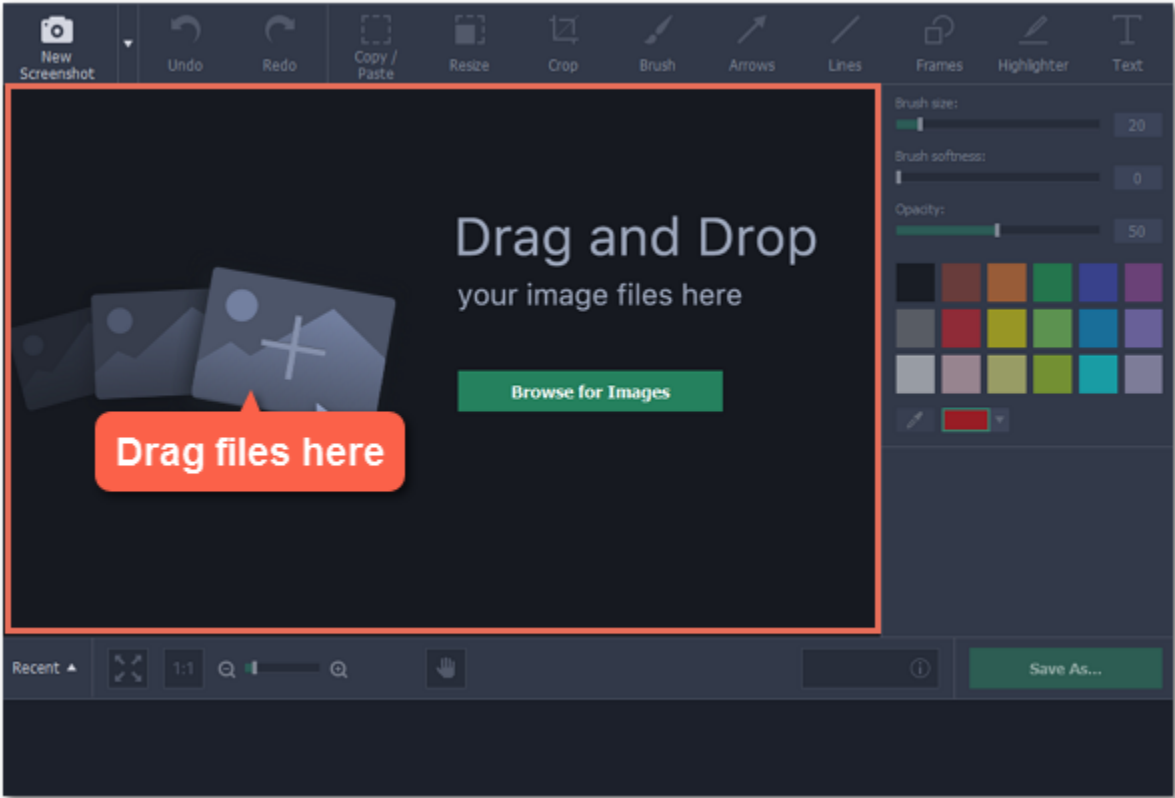 New
Screenshot
Undo
Redo
Copy /
Paste
Resize
Crop
Brush
Arrows
Lines
Frames
Highlighter
Text
Brush size:
20
Brush softness:
0
Opacity:
50
Drag and Drop
your image files here
Browse for Images
Drag files here
Recent
1:1
Save As...